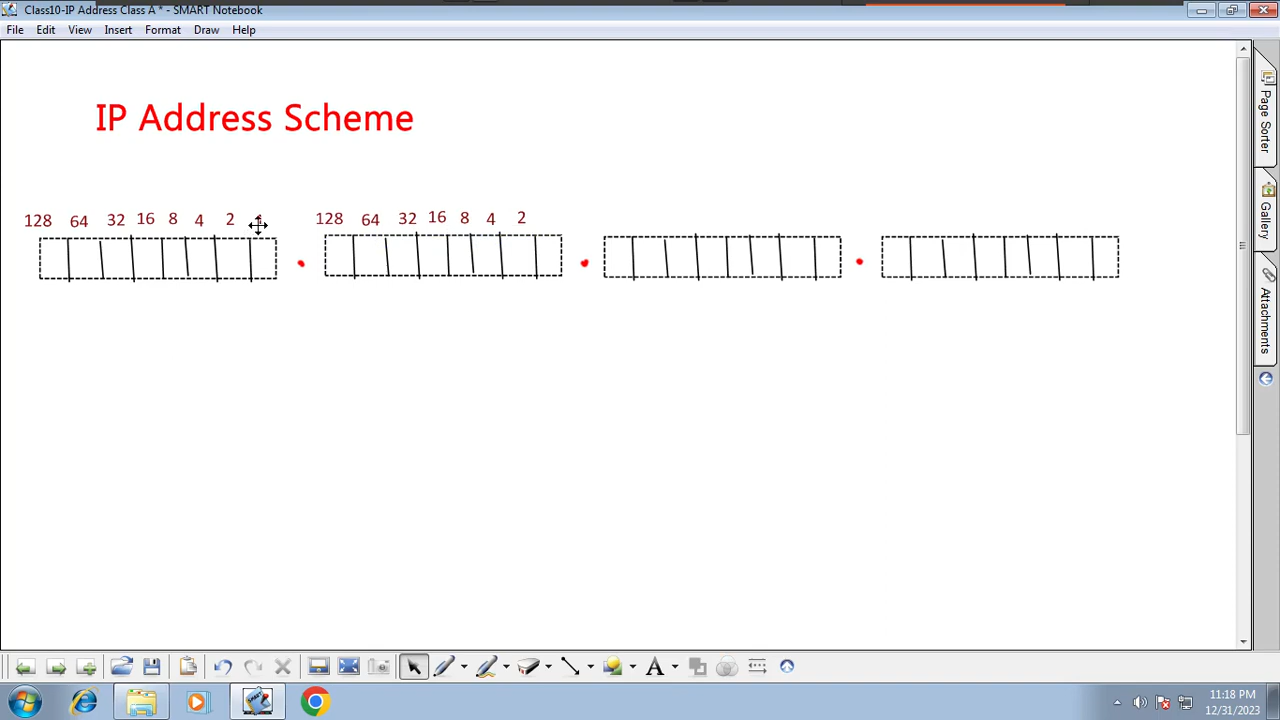 Class10-IP Address Class A * - SMART Notebook
File Edit View Insert Format Draw Help
IP Address Scheme
128 64 32 16 8 4 2 128 64 32 16 8 4 2
Page Sorter
Gallery
Attachments
A
11:18 PM
12/31/2023